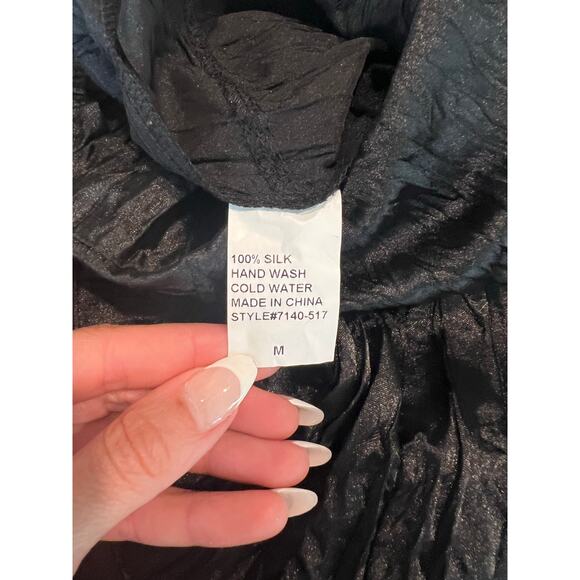 100% SILK
HAND WASH
COLD WATER
MADE IN CHINA
STYLE#7140-517
M